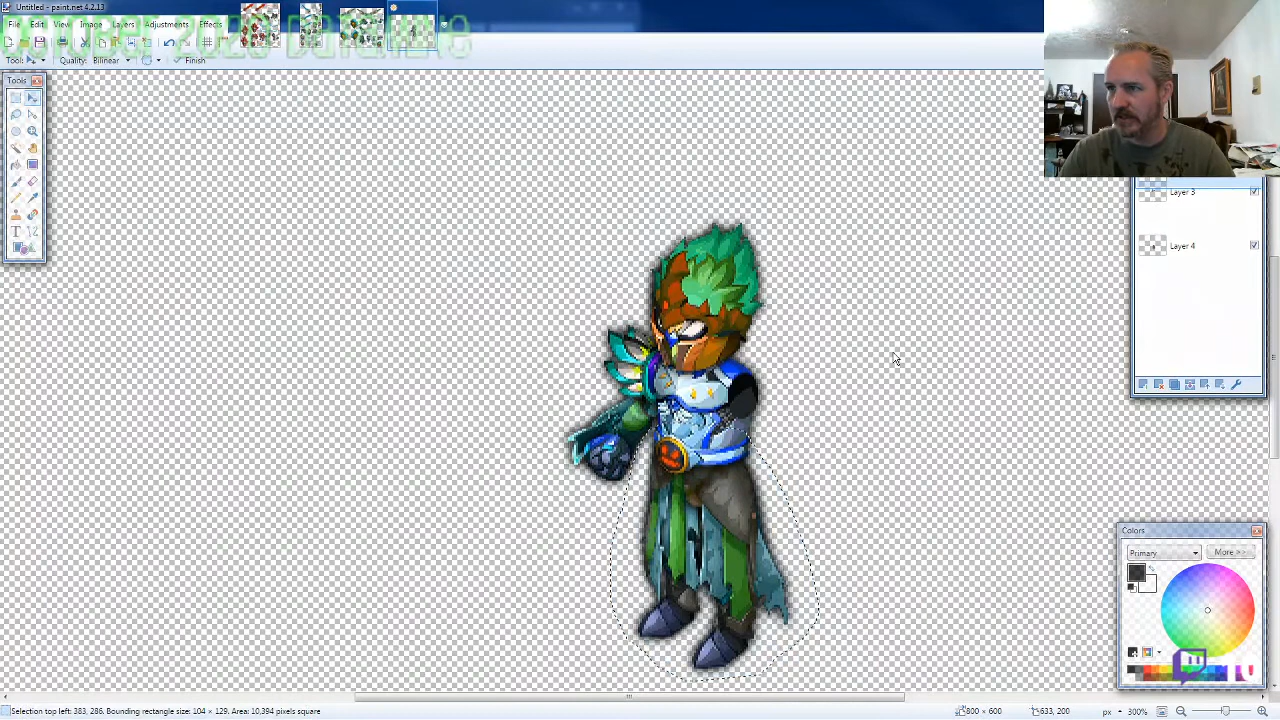 Untitled - paint.net 4.2.13
File Edit View Image Layers Adjustments Effects
Tool: Quality: Bilinear Finish
Tools
Layer 3
Layer 4
Colors
Primary More >>
Selection top left: 383, 286. Bounding rectangle size: 104 × 129. Area: 10,394 pixels square
800 × 600 633, 200 px 300%